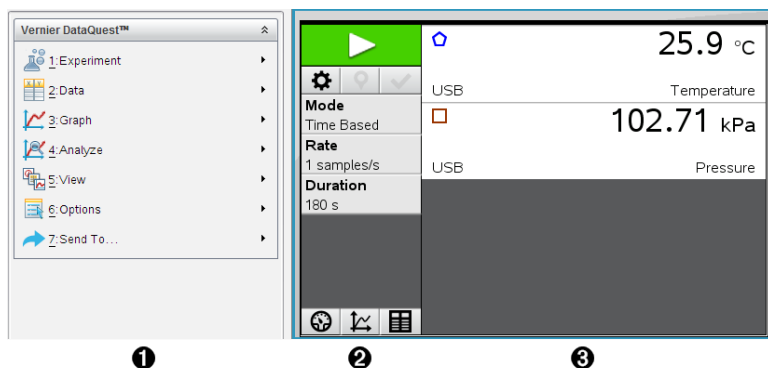 Vernier DataQuest™
1:Experiment
2:Data
3:Graph
4:Analyze
5:View
6:Options
7:Send To...
Mode
Time Based
Rate
1 samples/s
Duration
180 s
25.9 °C
USB Temperature
102.71 kPa
USB Pressure
❶ ❷ ❸